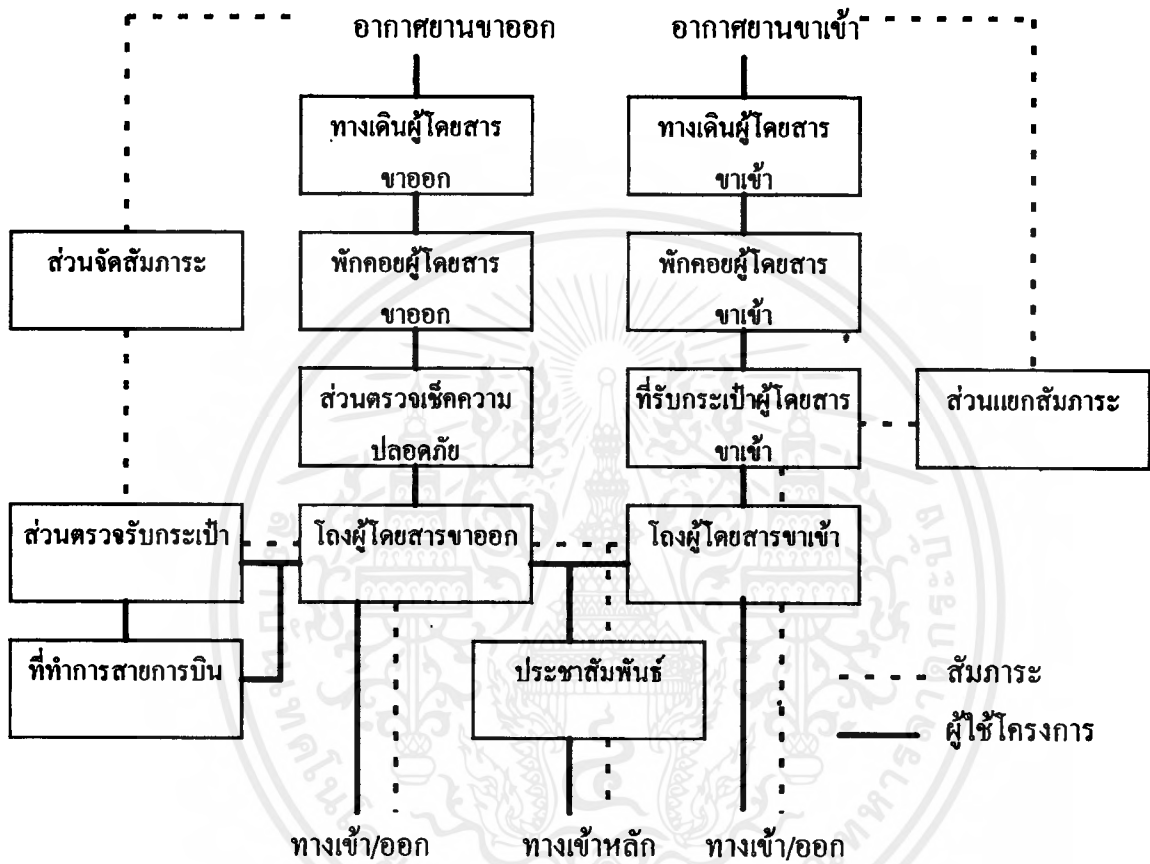 อากาศยานขาออก
อากาศยานขาเข้า
ทางเดินผู้โดยสาร
ขาออก
ทางเดินผู้โดยสาร
ขาเข้า
ส่วนจัดสัมภาระ
พักคอยผู้โดยสาร
ขาออก
พักคอยผู้โดยสาร
ขาเข้า
ส่วนตรวจเช็คความ
ปลอดภัย
ที่รับกระเป๋าผู้โดยสาร
ขาเข้า
ส่วนแยกสัมภาระ
ส่วนตรวจรับกระเป๋า
โถงผู้โดยสารขาออก
โถงผู้โดยสารขาเข้า
ที่ทำการสายการบิน
ประชาสัมพันธ์
สัมภาระ
ผู้ใช้โครงการ
ทางเข้า/ออก
ทางเข้าหลัก
ทางเข้า/ออก